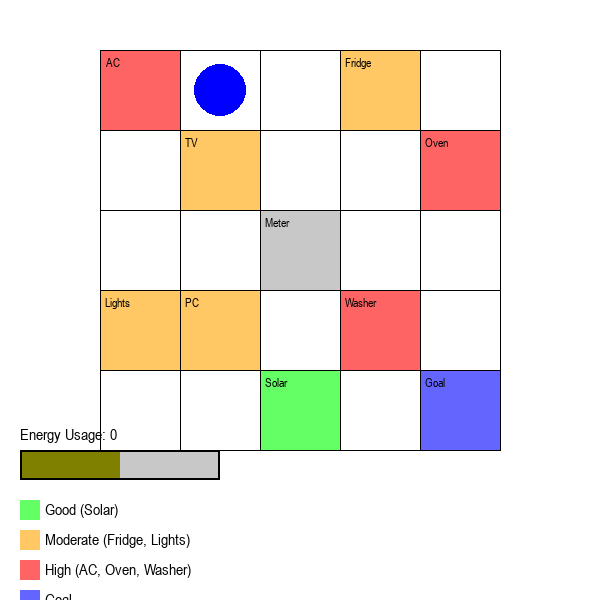 AC
Fridge
TV
Oven
Meter
Lights
PC
Washer
Solar
Goal
Energy Usage: 0
Good (Solar)
Moderate (Fridge, Lights)
High (AC, Oven, Washer)
Goal